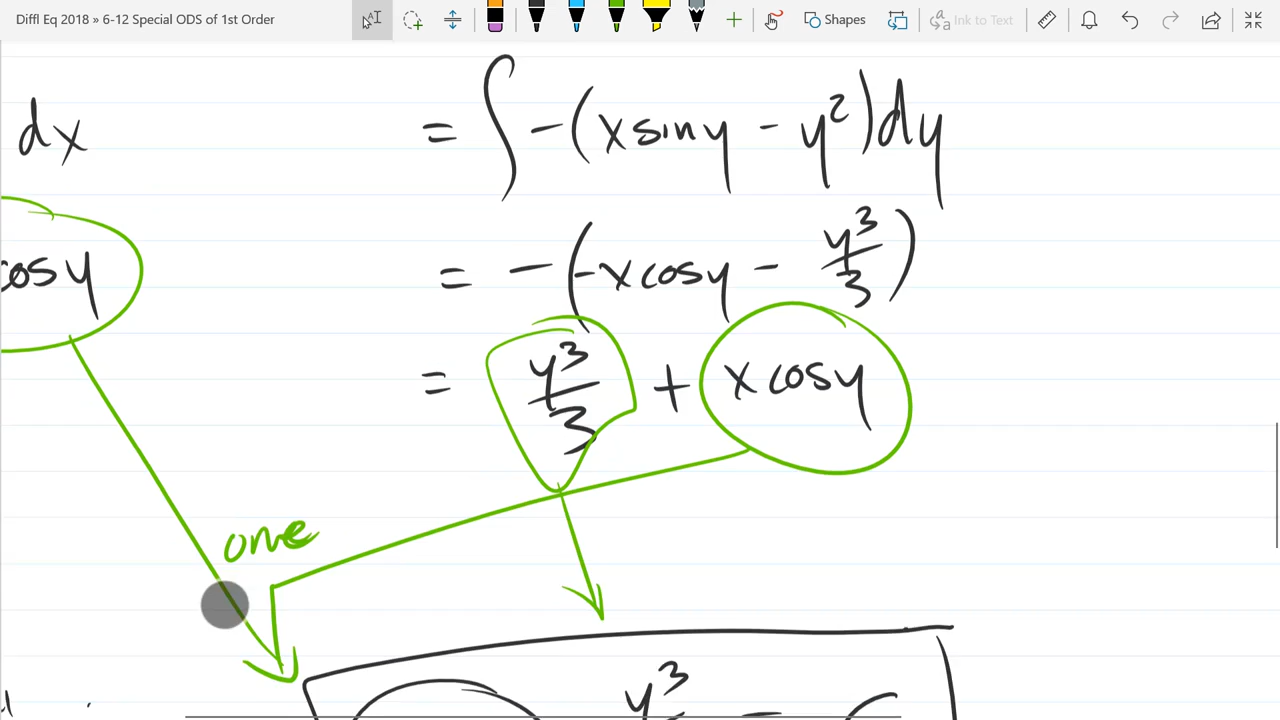 Diffl Eq 2018 » 6-12 Special ODS of 1st Order
Shapes
Ink to Text
dx
= ∫ -(x sin y - y²) dy
cos y
= -(-x cos y - y³/3)
= y³/3 + x cos y
one
y³